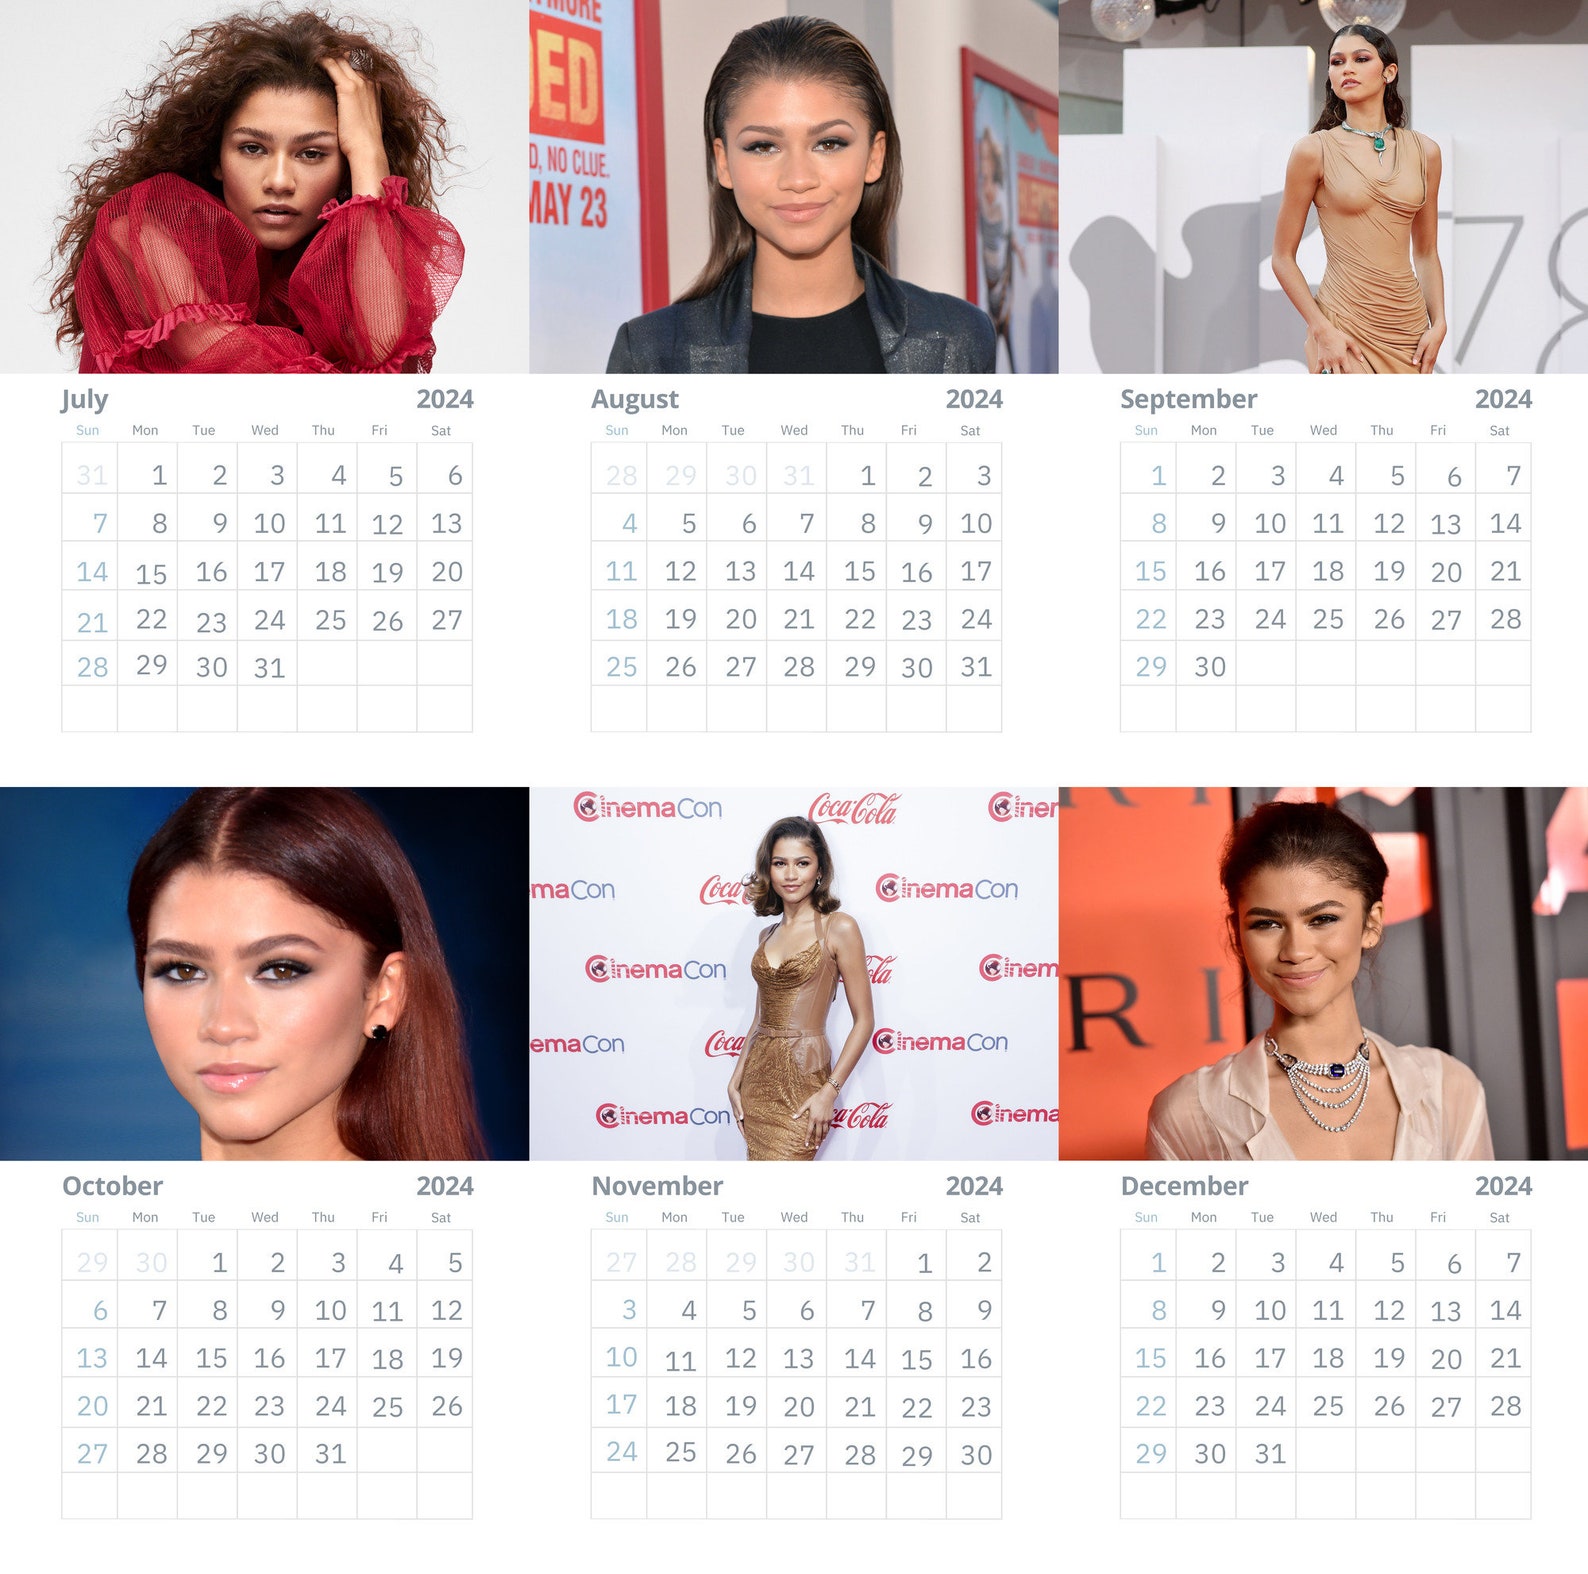 MORE
DED
D, NO CLUE.
MAY 23
78
July 2024
Sun Mon Tue Wed Thu Fri Sat
31 1 2 3 4 5 6
7 8 9 10 11 12 13
14 15 16 17 18 19 20
21 22 23 24 25 26 27
28 29 30 31
August 2024
Sun Mon Tue Wed Thu Fri Sat
28 29 30 31 1 2 3
4 5 6 7 8 9 10
11 12 13 14 15 16 17
18 19 20 21 22 23 24
25 26 27 28 29 30 31
September 2024
Sun Mon Tue Wed Thu Fri Sat
1 2 3 4 5 6 7
8 9 10 11 12 13 14
15 16 17 18 19 20 21
22 23 24 25 26 27 28
29 30
CinemaCon Coca-Cola Cinem
maCon Coca CinemaCon
CinemaCon Cola Cinem
emaCon Coca CinemaCon
CinemaCon ca-Cola Cinema
R I
R I
October 2024
Sun Mon Tue Wed Thu Fri Sat
29 30 1 2 3 4 5
6 7 8 9 10 11 12
13 14 15 16 17 18 19
20 21 22 23 24 25 26
27 28 29 30 31
November 2024
Sun Mon Tue Wed Thu Fri Sat
27 28 29 30 31 1 2
3 4 5 6 7 8 9
10 11 12 13 14 15 16
17 18 19 20 21 22 23
24 25 26 27 28 29 30
December 2024
Sun Mon Tue Wed Thu Fri Sat
1 2 3 4 5 6 7
8 9 10 11 12 13 14
15 16 17 18 19 20 21
22 23 24 25 26 27 28
29 30 31